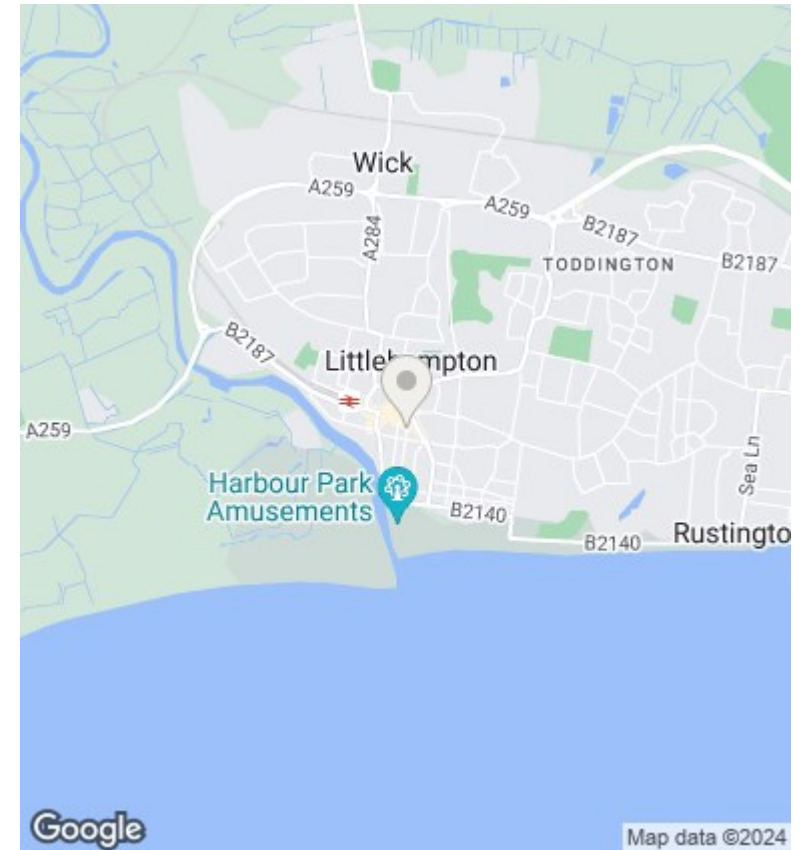 Wick
A259
A259
A284
B2187
TODDINGTON
B2187
B2187
Littlehampton
A259
Sea Ln
Harbour Park
Amusements
B2140
B2140
Rustingto
Google
Map data ©2024